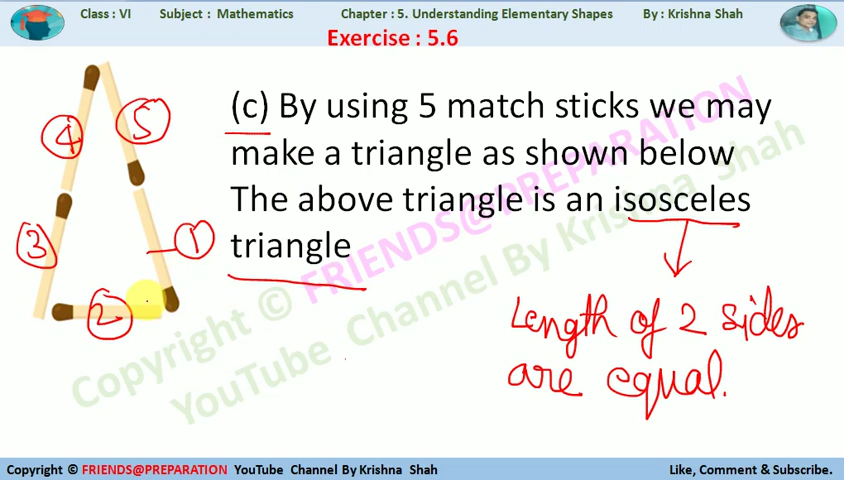 Class : VI Subject : Mathematics Chapter : 5. Understanding Elementary Shapes By : Krishna Shah
Exercise : 5.6
(c) By using 5 match sticks we may
make a triangle as shown below
The above triangle is an isosceles
triangle
4
5
3
1
2
Length of 2 sides
are equal.
Copyright © FRIENDS@PREPARATION
YouTube Channel By Krishna Shah
Copyright © FRIENDS@PREPARATION YouTube Channel By Krishna Shah Like, Comment & Subscribe.